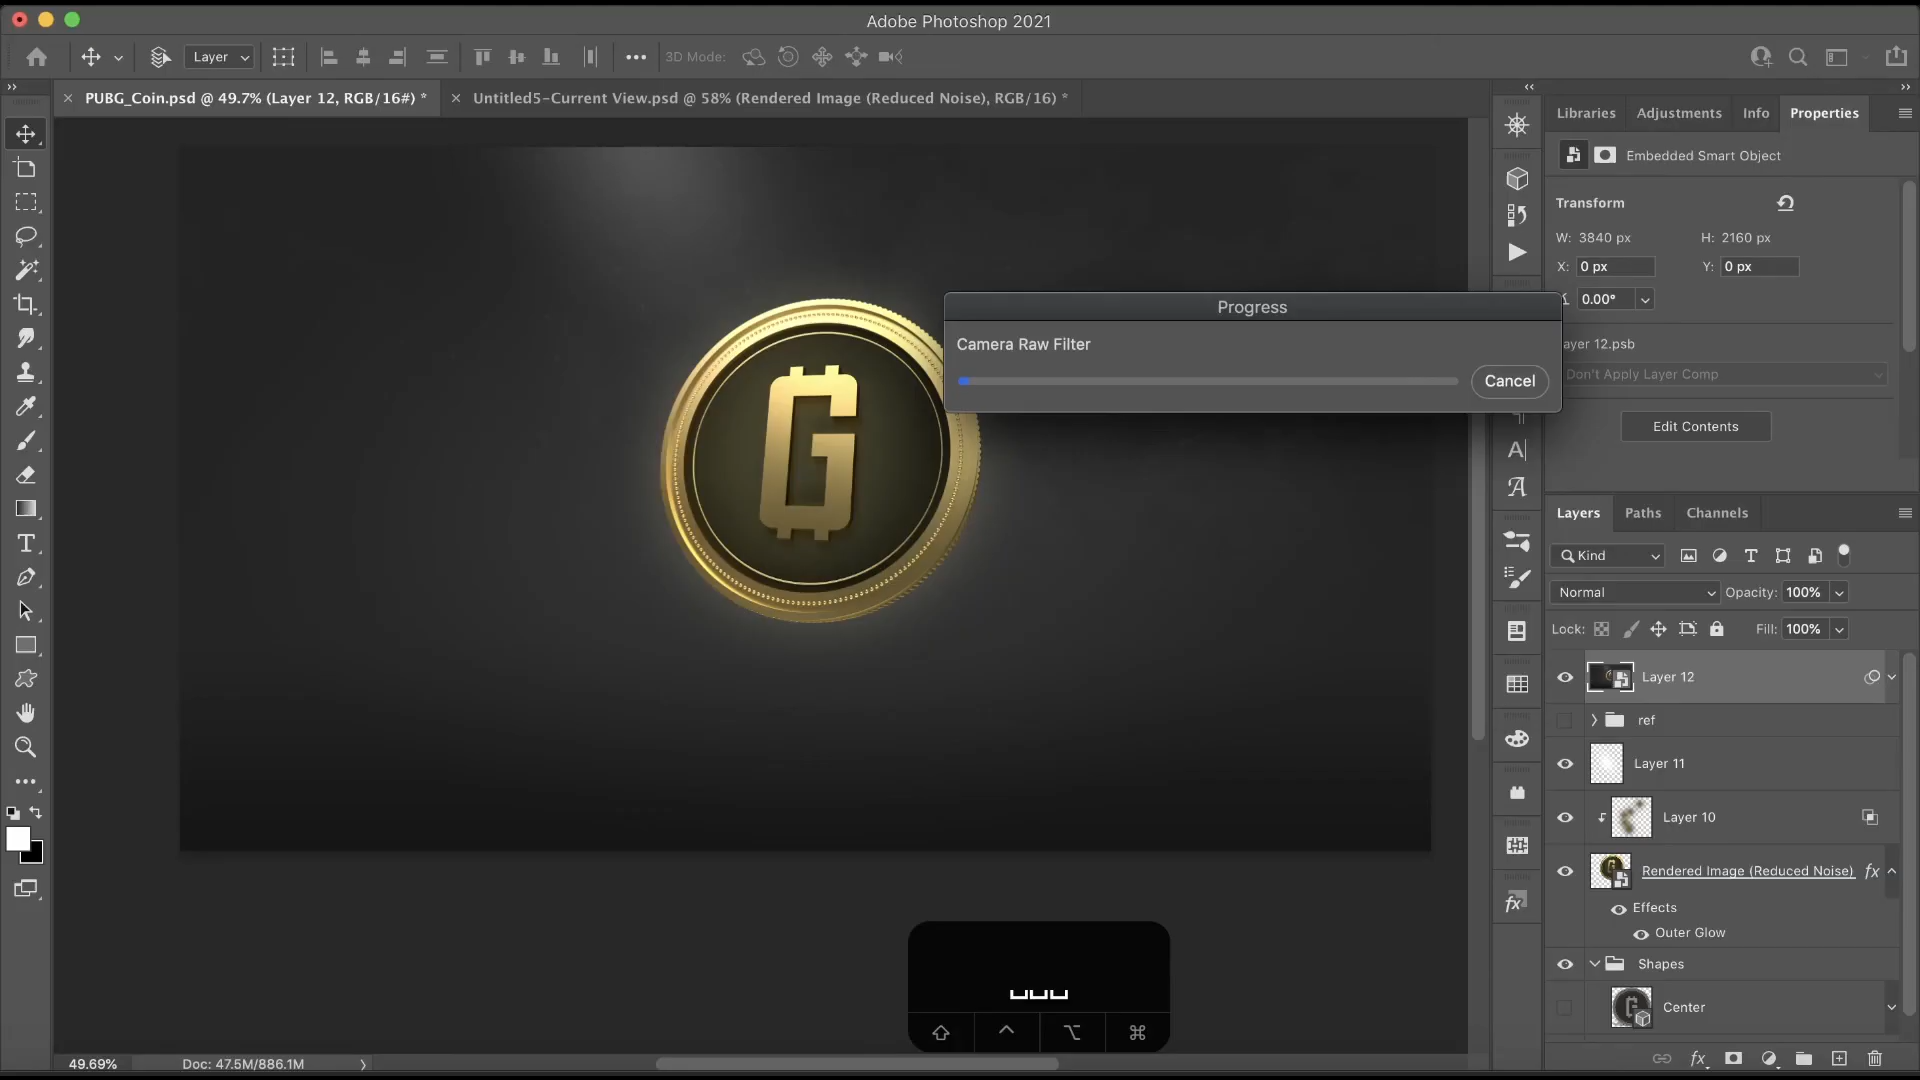 Adobe Photoshop 2021
Layer
3D Mode:
PUBG_Coin.psd @ 49.7% (Layer 12, RGB/16#) *
Untitled5-Current View.psd @ 58% (Rendered Image (Reduced Noise), RGB/16) *
Libraries
Adjustments
Info
Properties
Embedded Smart Object
Transform
W: 3840 px
H: 2160 px
X: 0 px
Y: 0 px
0.00°
ayer 12.psb
Don't Apply Layer Comp
Edit Contents
Progress
Camera Raw Filter
Cancel
G
Layers
Paths
Channels
Kind
Normal
Opacity: 100%
Lock:
Fill: 100%
Layer 12
ref
Layer 11
Layer 10
Rendered Image (Reduced Noise)
fx
Effects
Outer Glow
Shapes
Center
49.69%
Doc: 47.5M/886.1M